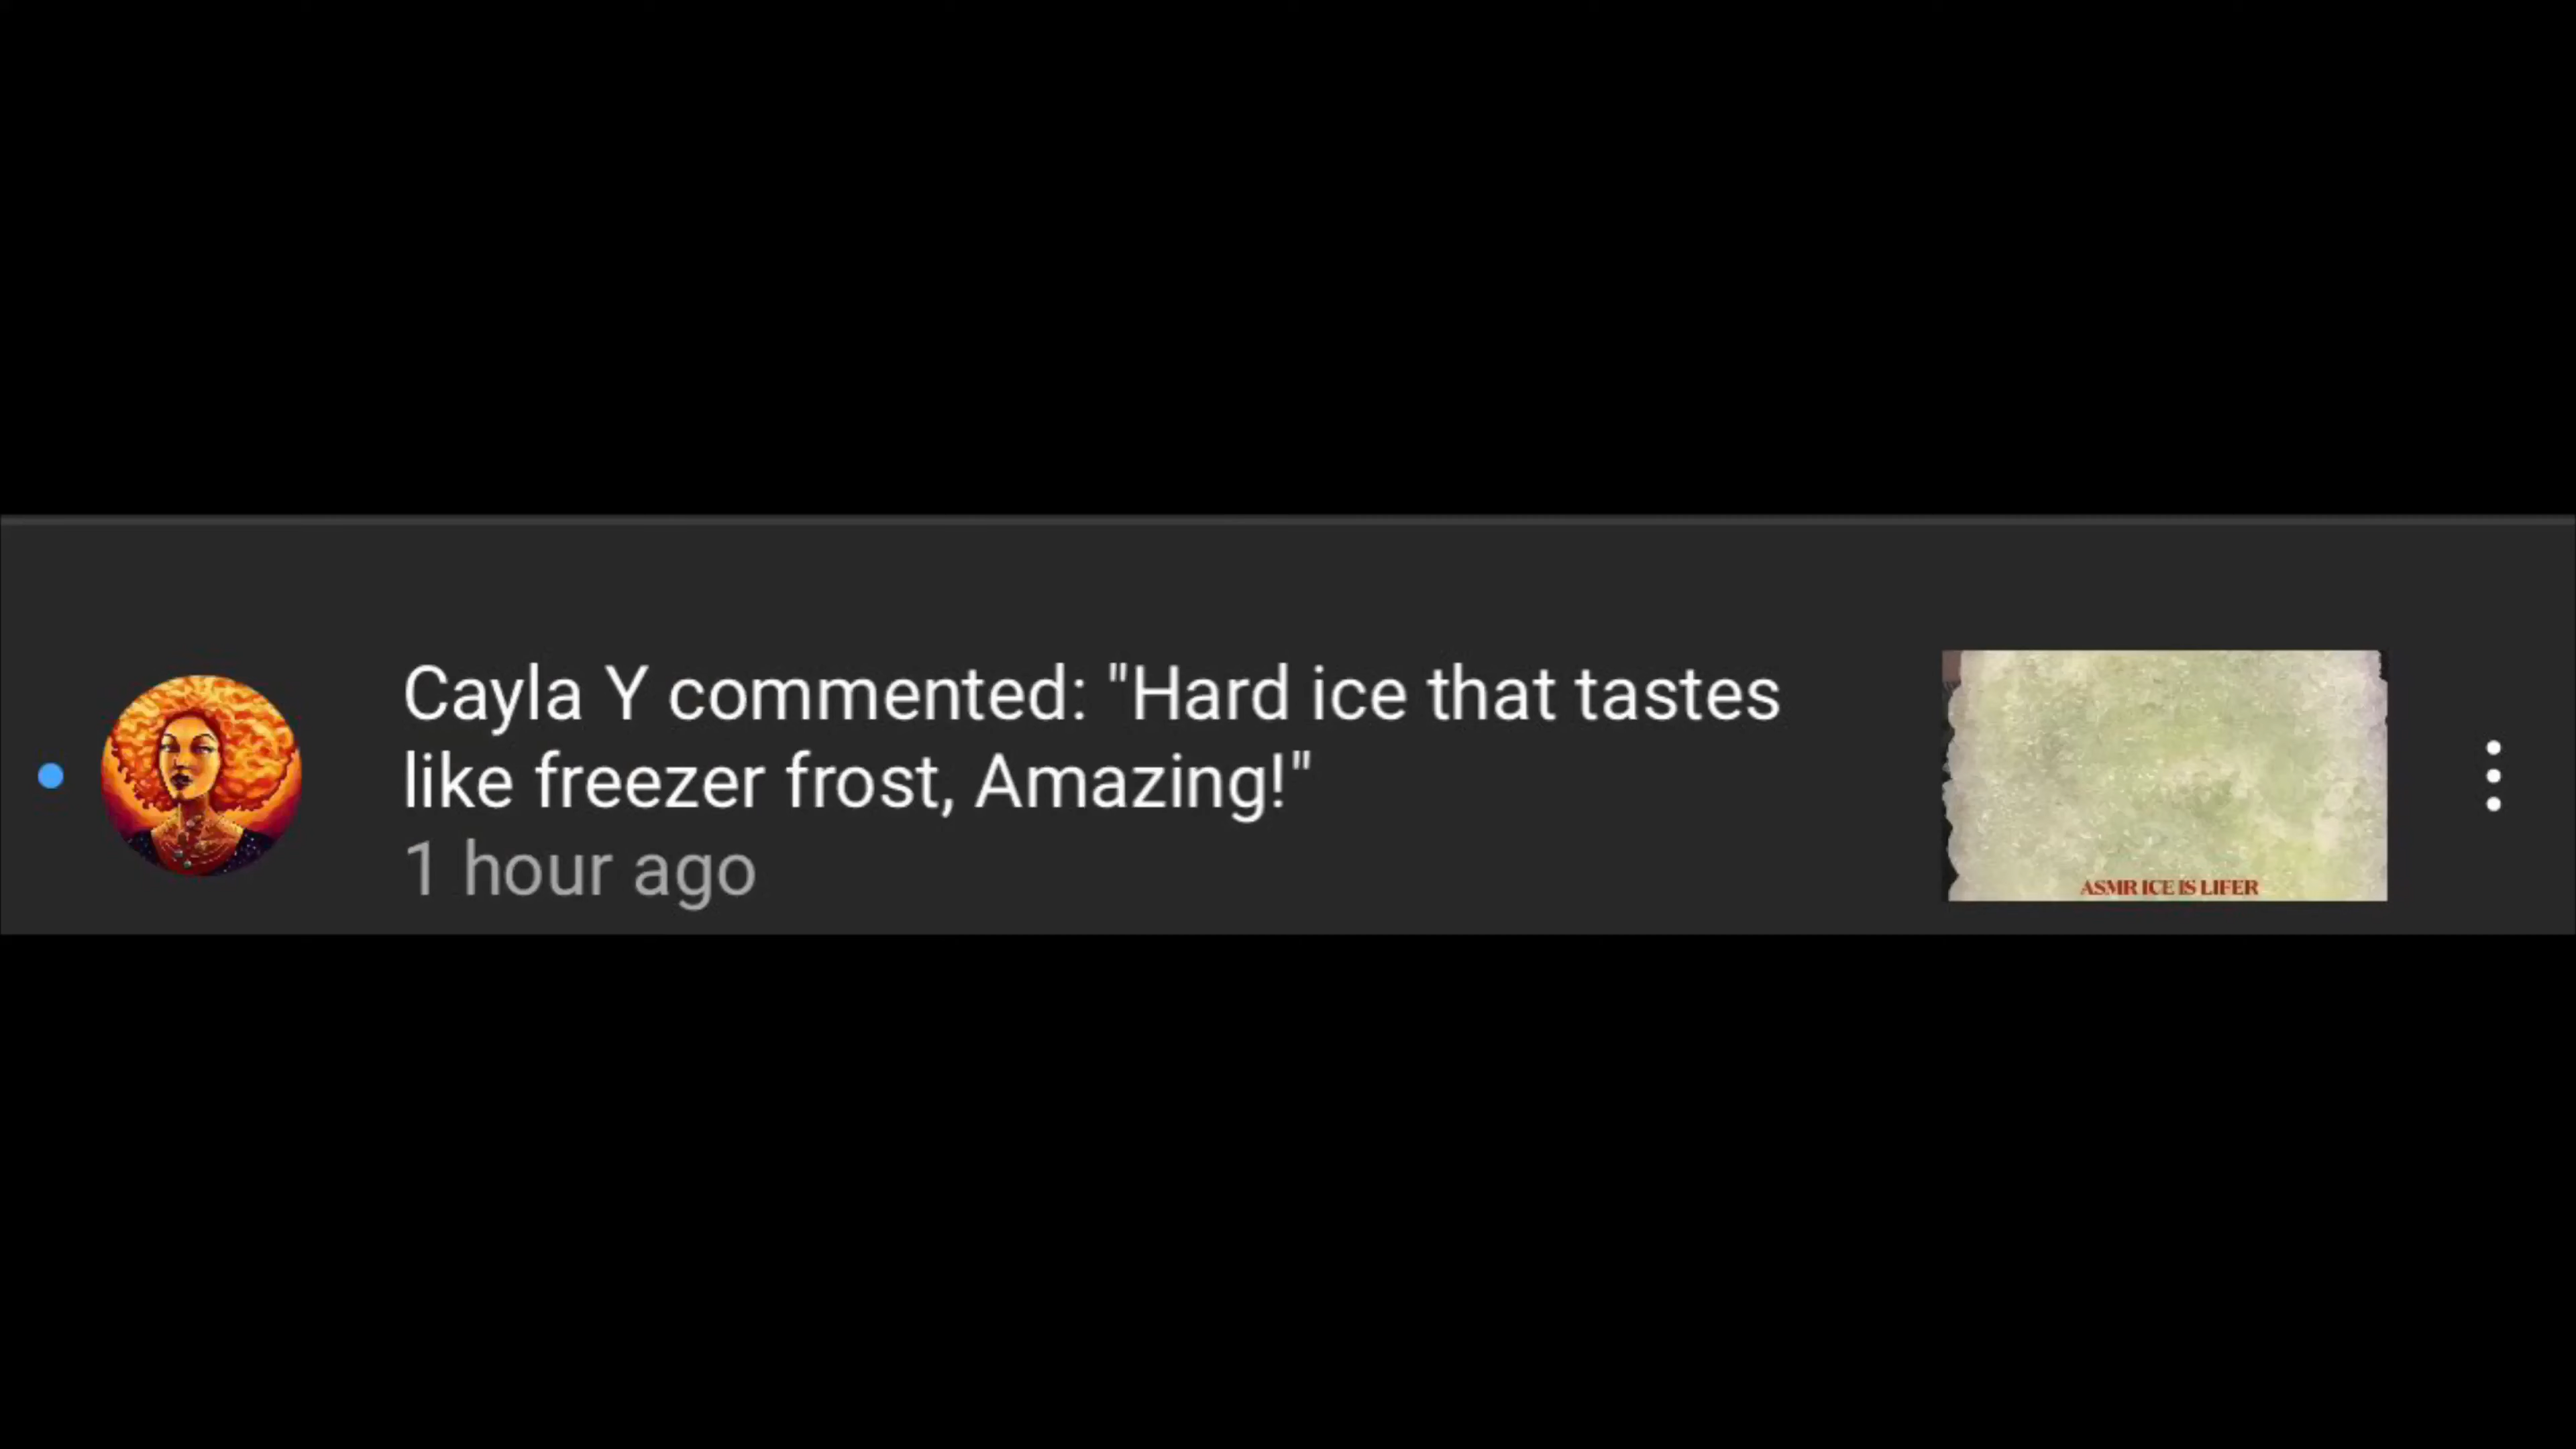 Cayla Y commented: "Hard ice that tastes
like freezer frost, Amazing!"
1 hour ago
ASMR ICE IS LIFER